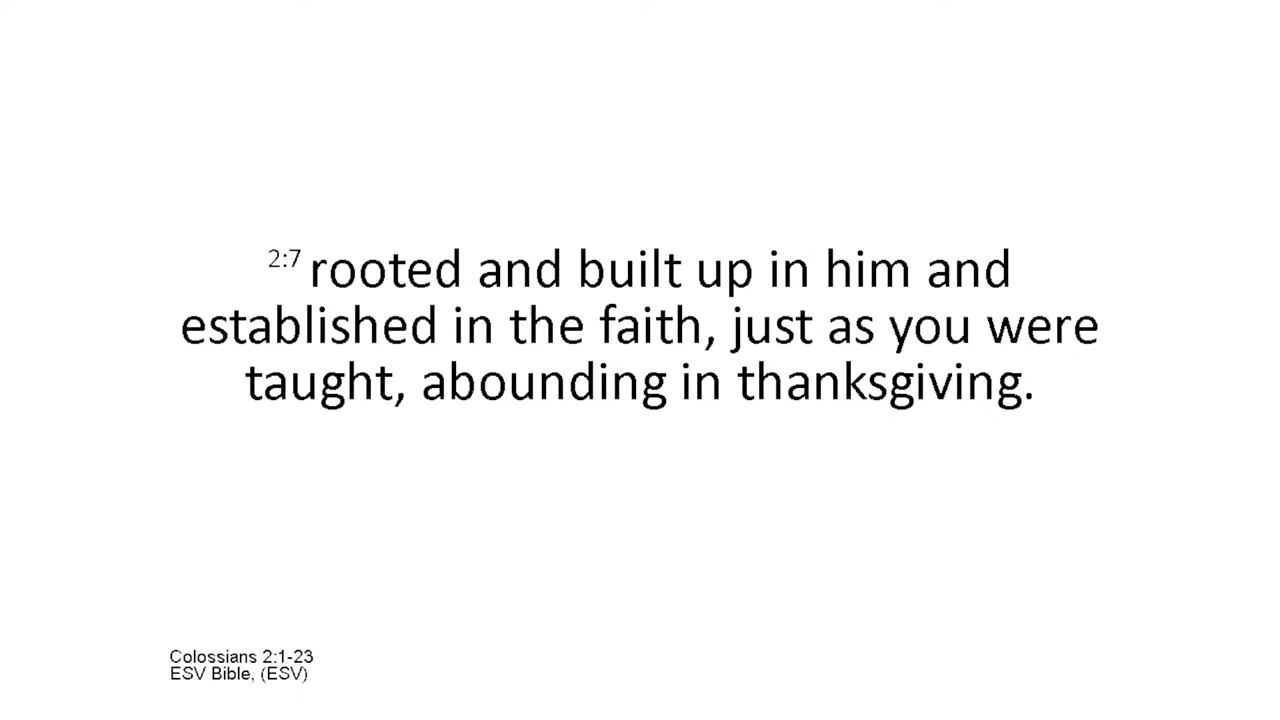 2:7 rooted and built up in him and
established in the faith, just as you were
taught, abounding in thanksgiving.
Colossians 2:1-23
ESV Bible, (ESV)